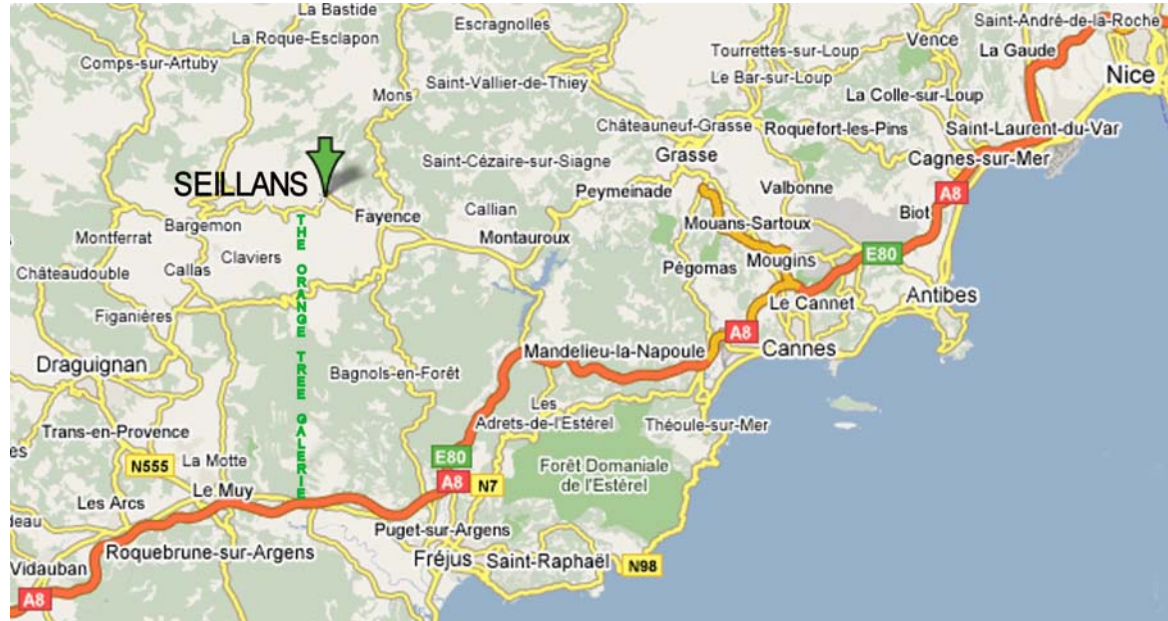 La Bastide
Escragnolles
Saint-André-de-la-Roche
La Roque-Esclapon
Vence
La Gaude
Comps-sur-Artuby
Tourrettes-sur-Loup
Nice
Saint-Vallier-de-Thiey
Le Bar-sur-Loup
Mons
La Colle-sur-Loup
Châteauneuf-Grasse
Roquefort-les-Pins
Saint-Laurent-du-Var
Grasse
Cagnes-sur-Mer
Saint-Cézaire-sur-Siagne
SEILLANS
Peymeinade
Valbonne
A8
Fayence
Callian
Biot
Bargemon
Mouans-Sartoux
Montferrat
Montauroux
E80
Claviers
Mougins
Châteaudouble
Callas
Pégomas
Antibes
Le Cannet
Figanières
A8
THE ORANGE TREE GALERIE
Cannes
Mandelieu-la-Napoule
Draguignan
Bagnols-en-Forêt
Les
Adrets-de-l'Estérel
Théoule-sur-Mer
Trans-en-Provence
es
E80
N555
La Motte
Forêt Domaniale
de l'Estérel
A8
N7
Le Muy
Les Arcs
deau
Puget-sur-Argens
Roquebrune-sur-Argens
Fréjus
Saint-Raphaël
N98
Vidauban
A8